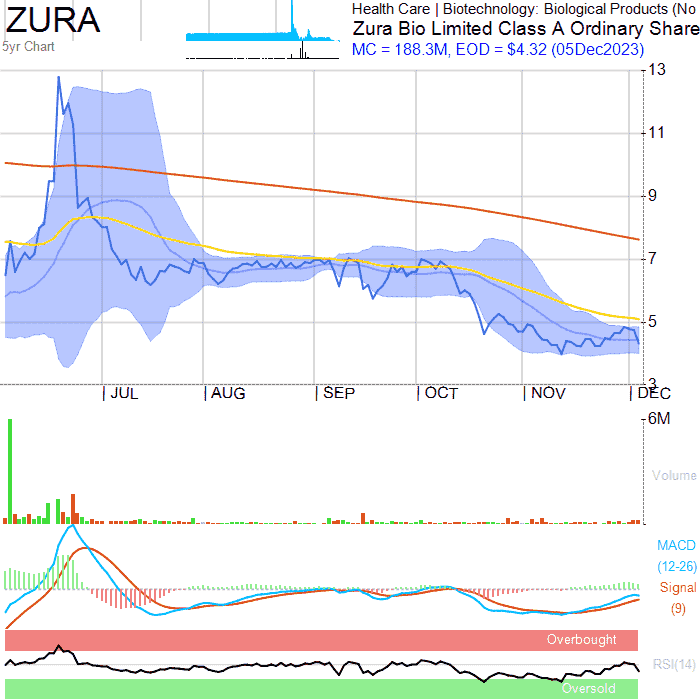 ZURA
5yr Chart
Health Care | Biotechnology: Biological Products (No
Zura Bio Limited Class A Ordinary Share
MC = 188.3M, EOD = $4.32 (05Dec2023)
13
11
9
7
5
3
JUL
AUG
SEP
OCT
NOV
DEC
6M
Volume
MACD
(12-26)
Signal
(9)
Overbought
RSI(14)
Oversold